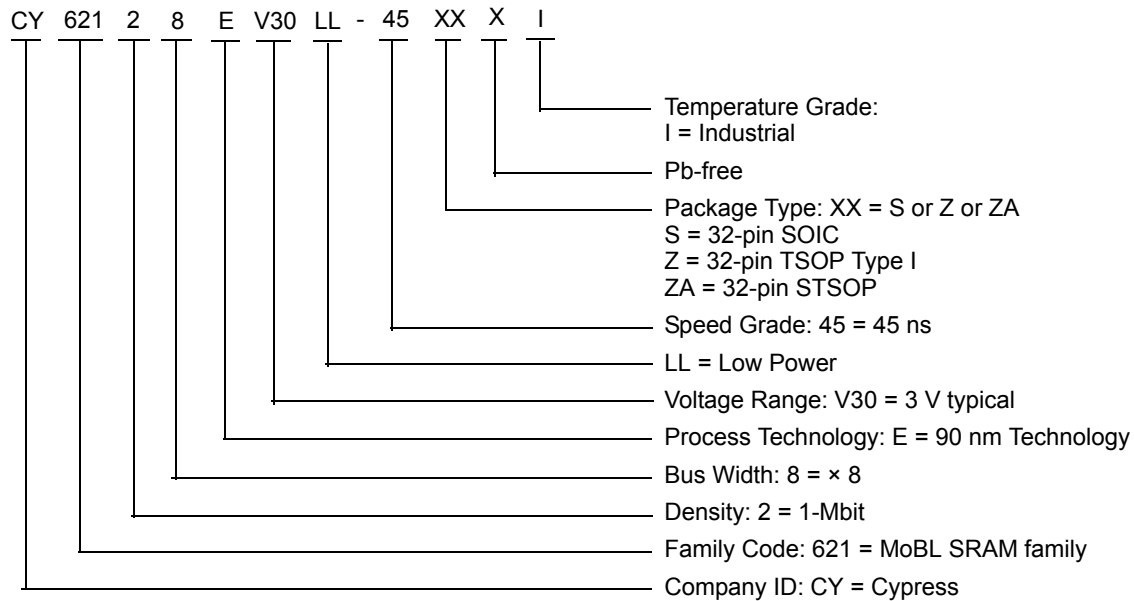 CY 621 2 8 E V30 LL - 45 XX X I
Temperature Grade:
I = Industrial
Pb-free
Package Type: XX = S or Z or ZA
S = 32-pin SOIC
Z = 32-pin TSOP Type I
ZA = 32-pin STSOP
Speed Grade: 45 = 45 ns
LL = Low Power
Voltage Range: V30 = 3 V typical
Process Technology: E = 90 nm Technology
Bus Width: 8 = × 8
Density: 2 = 1-Mbit
Family Code: 621 = MoBL SRAM family
Company ID: CY = Cypress